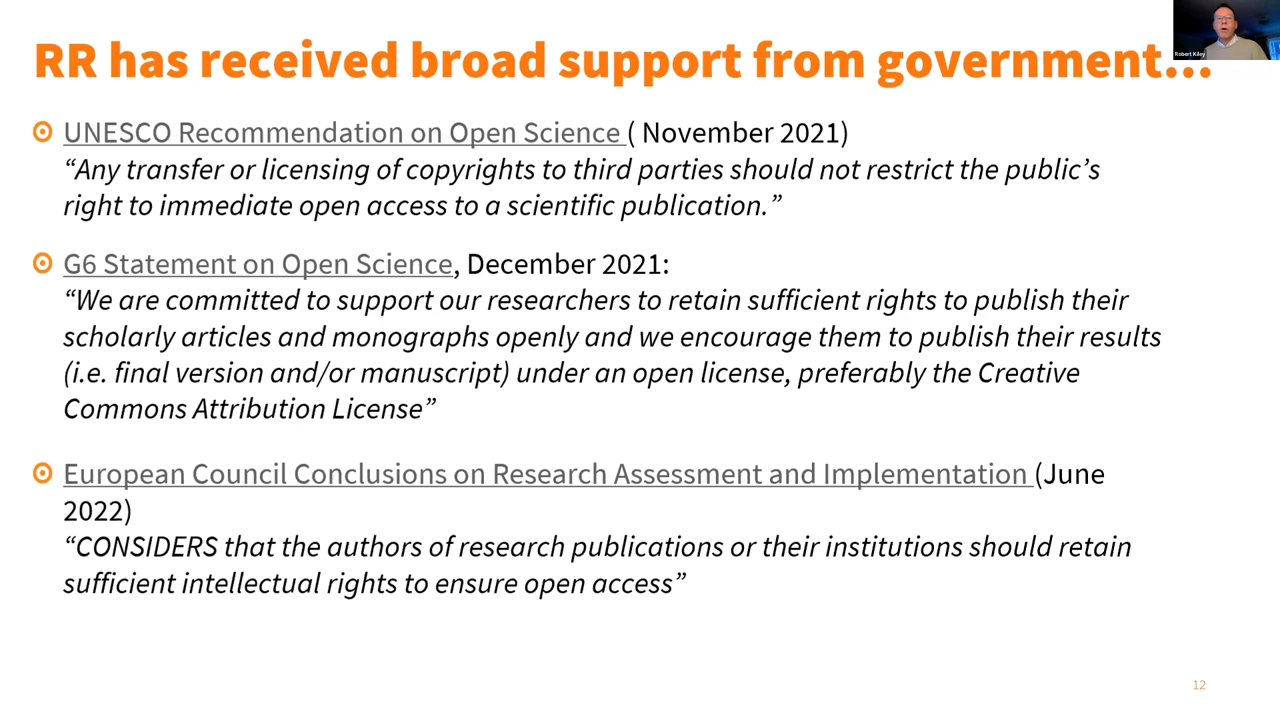 RR has received broad support from government...
Robert Kiley
UNESCO Recommendation on Open Science ( November 2021)
“Any transfer or licensing of copyrights to third parties should not restrict the public’s
right to immediate open access to a scientific publication.”
G6 Statement on Open Science, December 2021:
“We are committed to support our researchers to retain sufficient rights to publish their
scholarly articles and monographs openly and we encourage them to publish their results
(i.e. final version and/or manuscript) under an open license, preferably the Creative
Commons Attribution License”
European Council Conclusions on Research Assessment and Implementation (June
2022)
“CONSIDERS that the authors of research publications or their institutions should retain
sufficient intellectual rights to ensure open access”
12